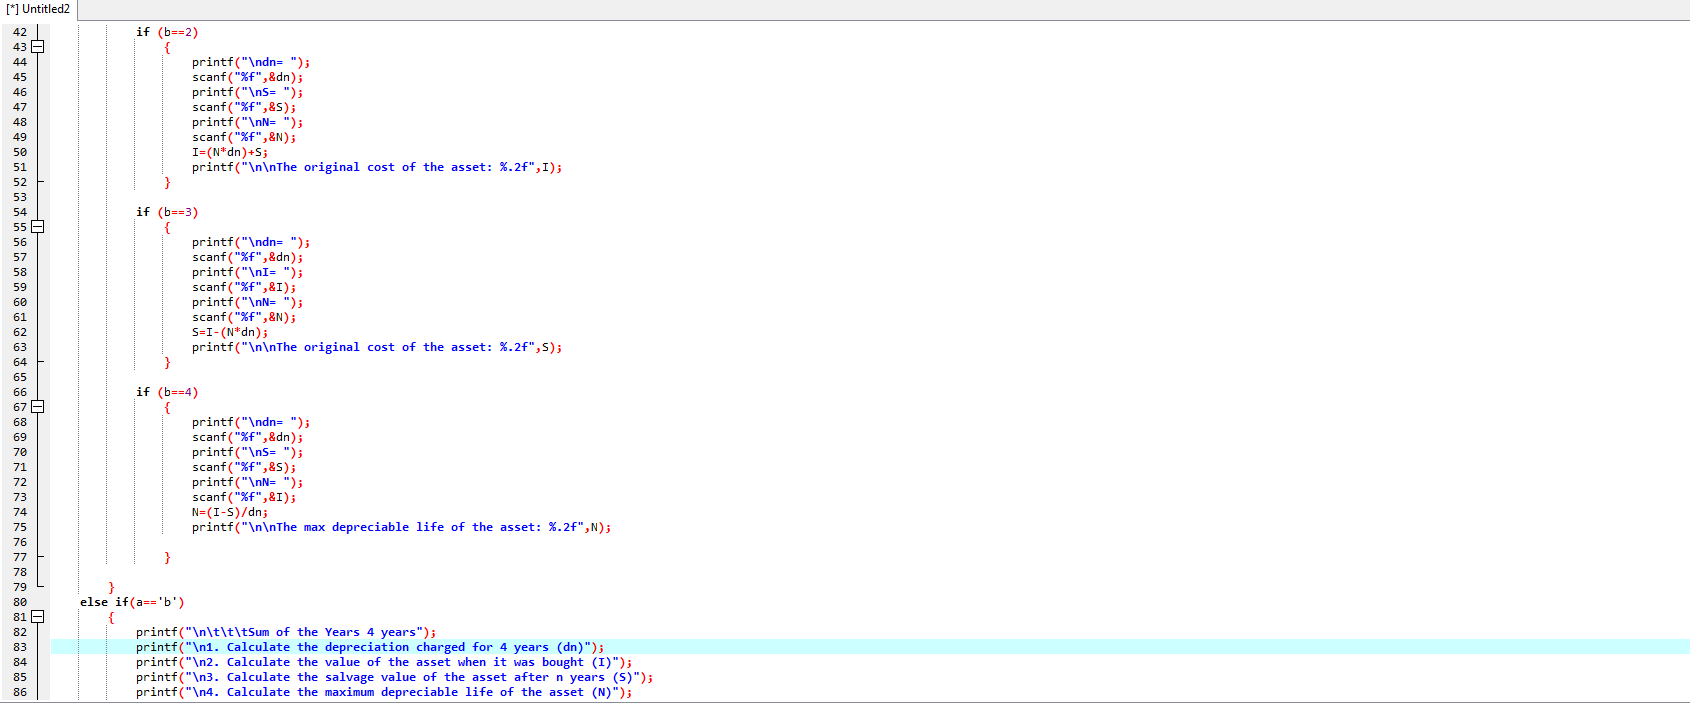 [*] Untitled2
42 if (b==2)
43 {
44 printf("\ndn= ");
45 scanf("%f",&dn);
46 printf("\nS= ");
47 scanf("%f",&S);
48 printf("\nN= ");
49 scanf("%f",&N);
50 I=(N*dn)+S;
51 printf("\n\nThe original cost of the asset: %.2f",I);
52 }
53
54 if (b==3)
55 {
56 printf("\ndn= ");
57 scanf("%f",&dn);
58 printf("\nI= ");
59 scanf("%f",&I);
60 printf("\nN= ");
61 scanf("%f",&N);
62 S=I-(N*dn);
63 printf("\n\nThe original cost of the asset: %.2f",S);
64 }
65
66 if (b==4)
67 {
68 printf("\ndn= ");
69 scanf("%f",&dn);
70 printf("\nS= ");
71 scanf("%f",&S);
72 printf("\nN= ");
73 scanf("%f",&I);
74 N=(I-S)/dn;
75 printf("\n\nThe max depreciable life of the asset: %.2f",N);
76
77 }
78
79 }
80 else if(a=='b')
81 {
82 printf("\n\t\t\tSum of the Years 4 years");
83 printf("\n1. Calculate the depreciation charged for 4 years (dn)");
84 printf("\n2. Calculate the value of the asset when it was bought (I)");
85 printf("\n3. Calculate the salvage value of the asset after n years (S)");
86 printf("\n4. Calculate the maximum depreciable life of the asset (N)");